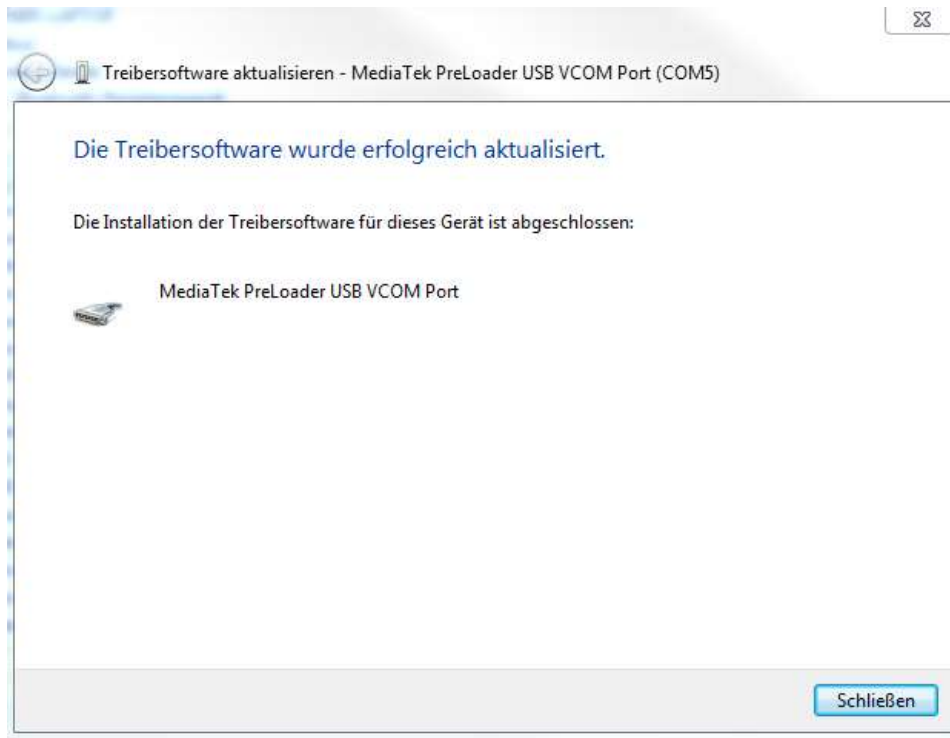 Treibersoftware aktualisieren - MediaTek PreLoader USB VCOM Port (COM5)
Die Treibersoftware wurde erfolgreich aktualisiert.
Die Installation der Treibersoftware für dieses Gerät ist abgeschlossen:
MediaTek PreLoader USB VCOM Port
Schließen